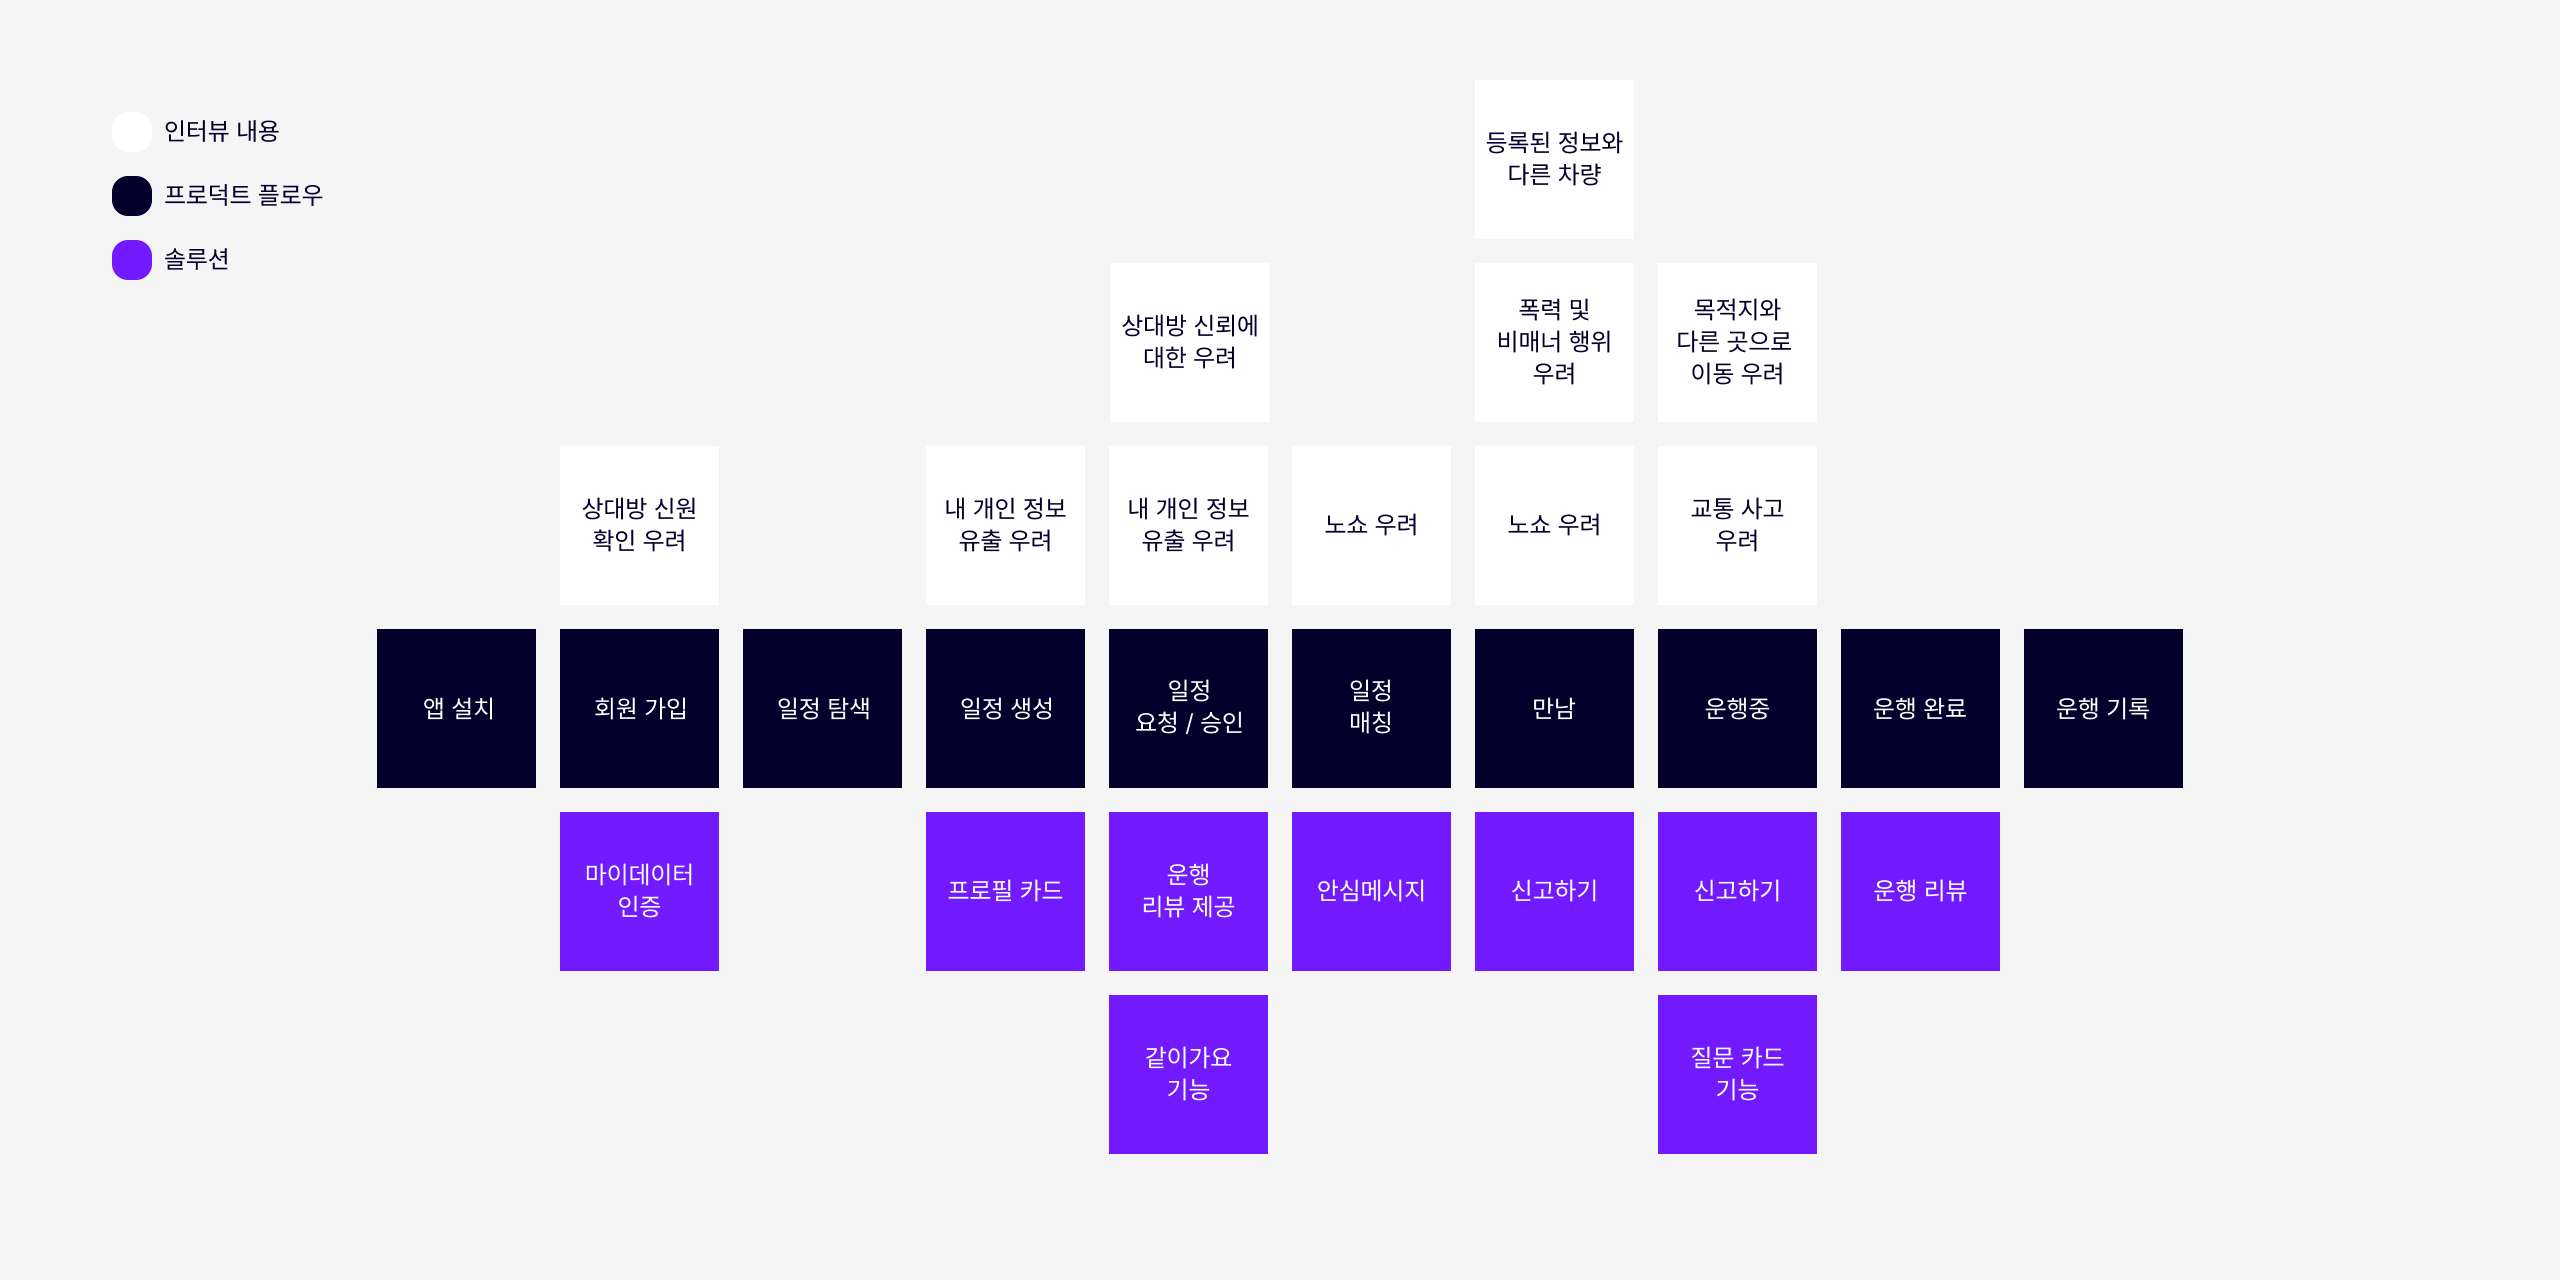 인터뷰 내용
프로덕트 플로우
솔루션
등록된 정보와
다른 차량
상대방 신뢰에
대한 우려
폭력 및
비매너 행위
우려
목적지와
다른 곳으로
이동 우려
상대방 신원
확인 우려
내 개인 정보
유출 우려
내 개인 정보
유출 우려
노쇼 우려
노쇼 우려
교통 사고
우려
앱 설치
회원 가입
일정 탐색
일정 생성
일정
요청 / 승인
일정
매칭
만남
운행중
운행 완료
운행 기록
마이데이터
인증
프로필 카드
운행
리뷰 제공
안심메시지
신고하기
신고하기
운행 리뷰
같이가요
기능
질문 카드
기능